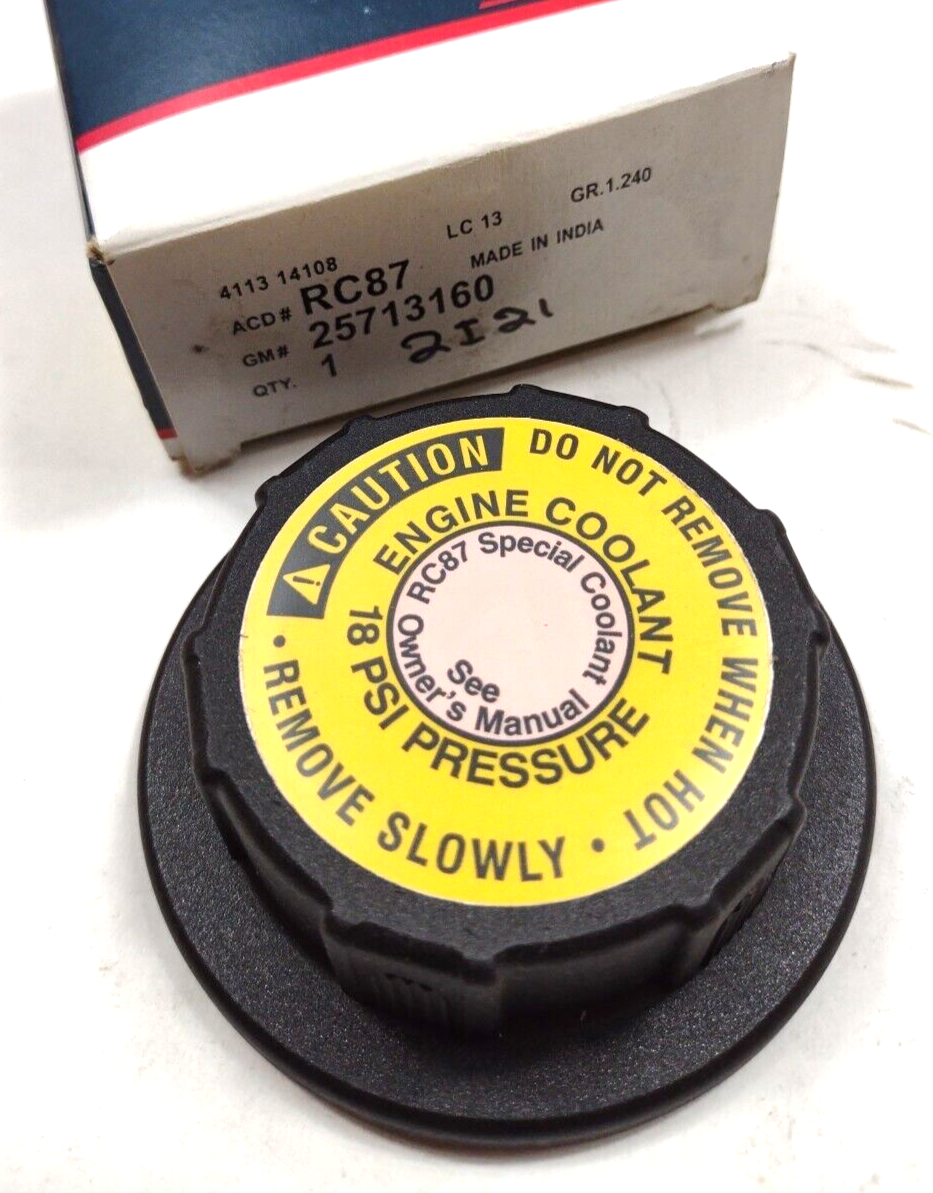 4113 14108 LC 13 GR.1.240
ACD# RC87 MADE IN INDIA
GM# 25713160
QTY. 1 2I21
⚠ CAUTION DO NOT REMOVE WHEN HOT •
REMOVE SLOWLY •
ENGINE COOLANT
18 PSI PRESSURE
RC87 Special Coolant
See
Owner's Manual